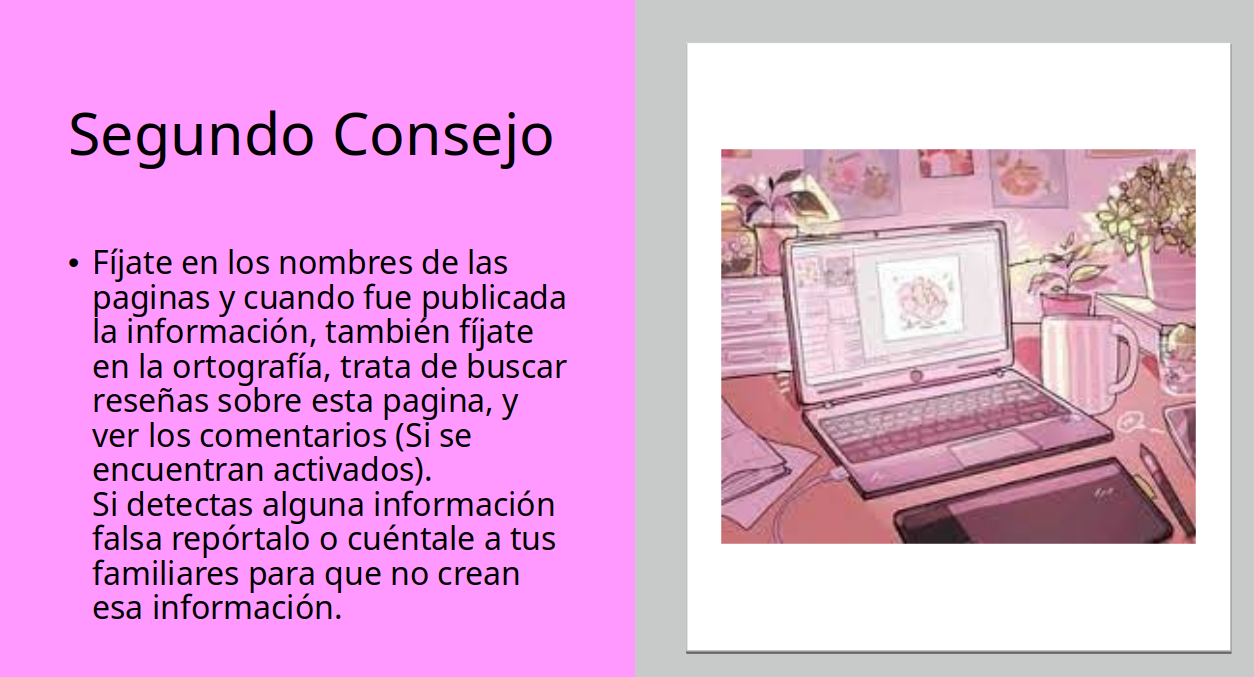 Segundo Consejo
• Fíjate en los nombres de las
paginas y cuando fue publicada
la información, también fíjate
en la ortografía, trata de buscar
reseñas sobre esta pagina, y
ver los comentarios (Si se
encuentran activados).
Si detectas alguna información
falsa repórtalo o cuéntale a tus
familiares para que no crean
esa información.